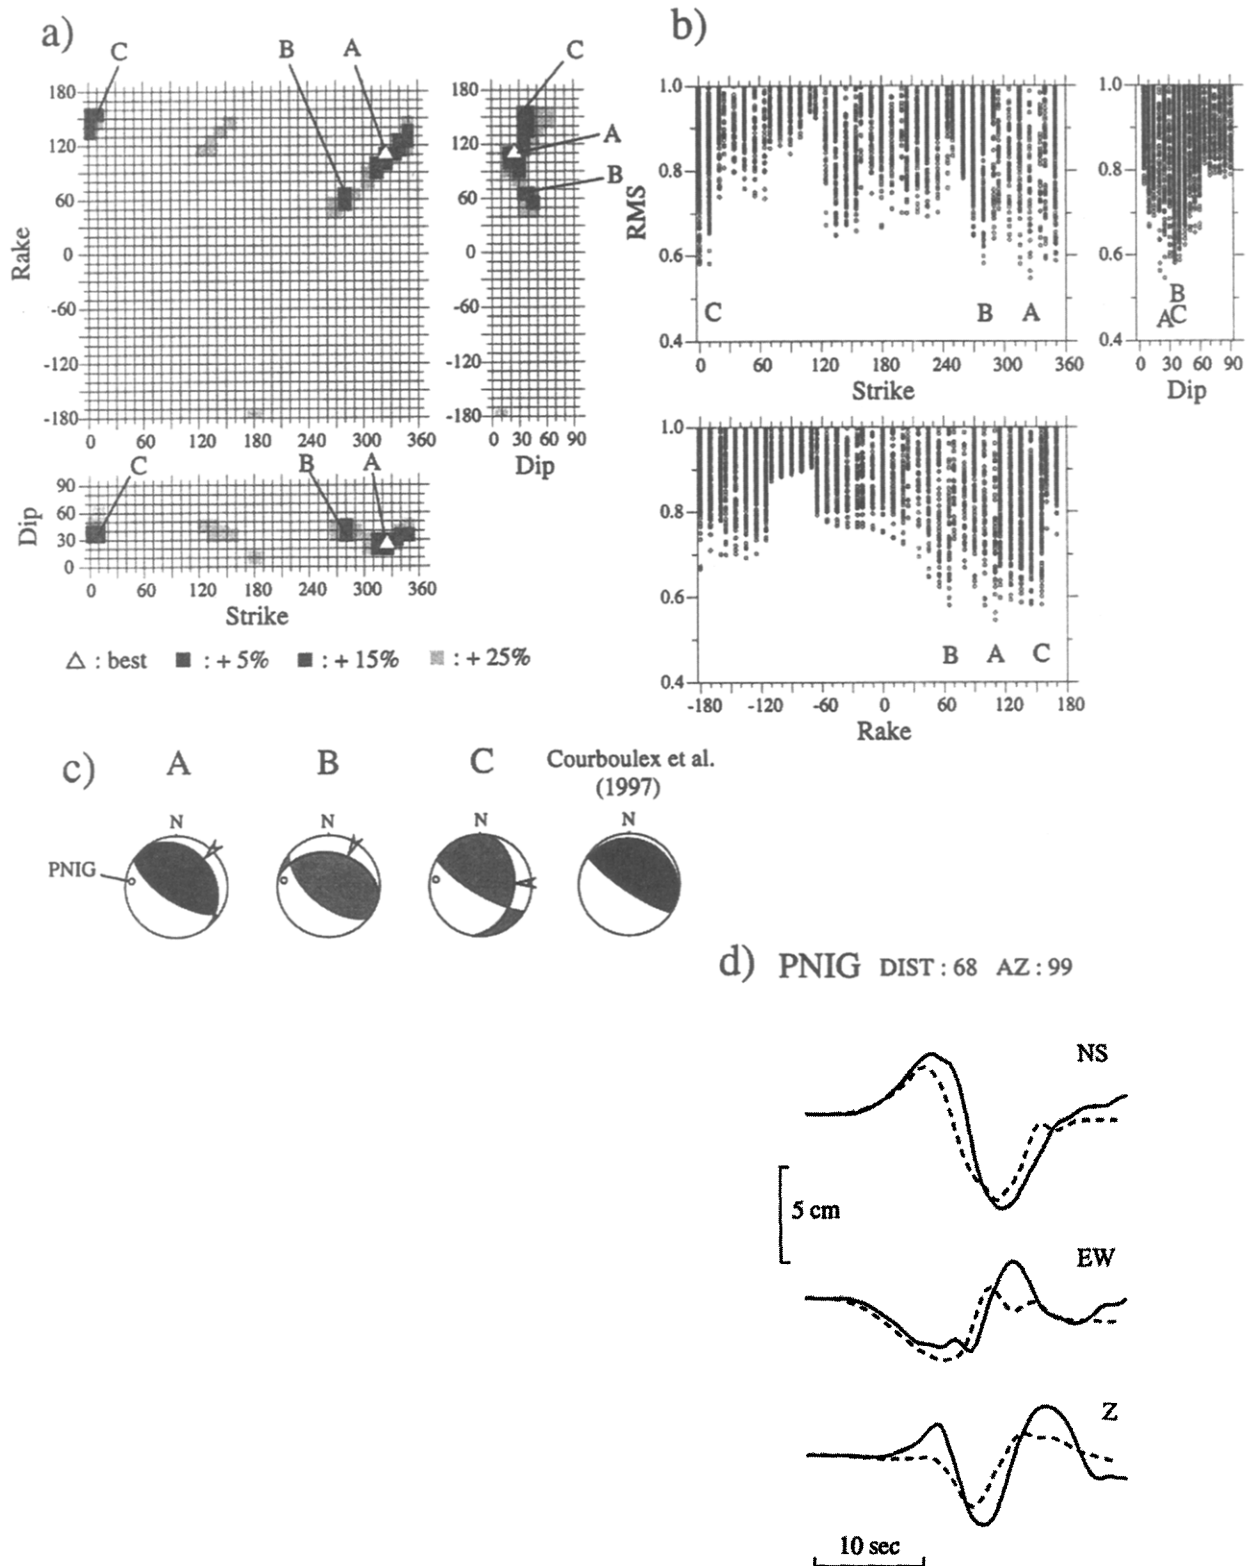 a)
C
B
A
C
A
B
180
120
60
0
-60
-120
-180
Rake
0 60 120 180 240 300 360
180
120
60
0
-60
-120
-180
0 30 60 90
Dip
C
B
A
90
60
30
0
Dip
0 60 120 180 240 300 360
Strike
△ : best ■ : + 5% ■ : + 15% ■ : + 25%
b)
1.0
0.8
0.6
0.4
RMS
C
B
A
0 60 120 180 240 300 360
Strike
1.0
0.8
0.6
0.4
B
A
C
0 30 60 90
Dip
1.0
0.8
0.6
0.4
B
A
C
-180 -120 -60 0 60 120 180
Rake
c)
A
B
C
Courboulex et al.
(1997)
N
N
N
N
PNIG
d) PNIG DIST : 68 AZ : 99
NS
5 cm
EW
Z
10 sec